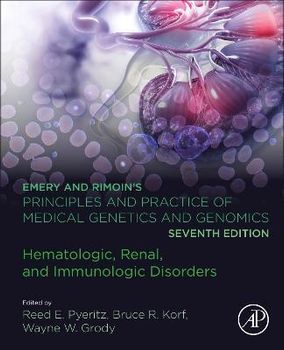 EMERY AND RIMOIN'S
PRINCIPLES AND PRACTICE OF
MEDICAL GENETICS AND GENOMICS
SEVENTH EDITION
Hematologic, Renal,
and Immunologic Disorders
Edited by
Reed E. Pyeritz, Bruce R. Korf,
Wayne W. Grody
AP